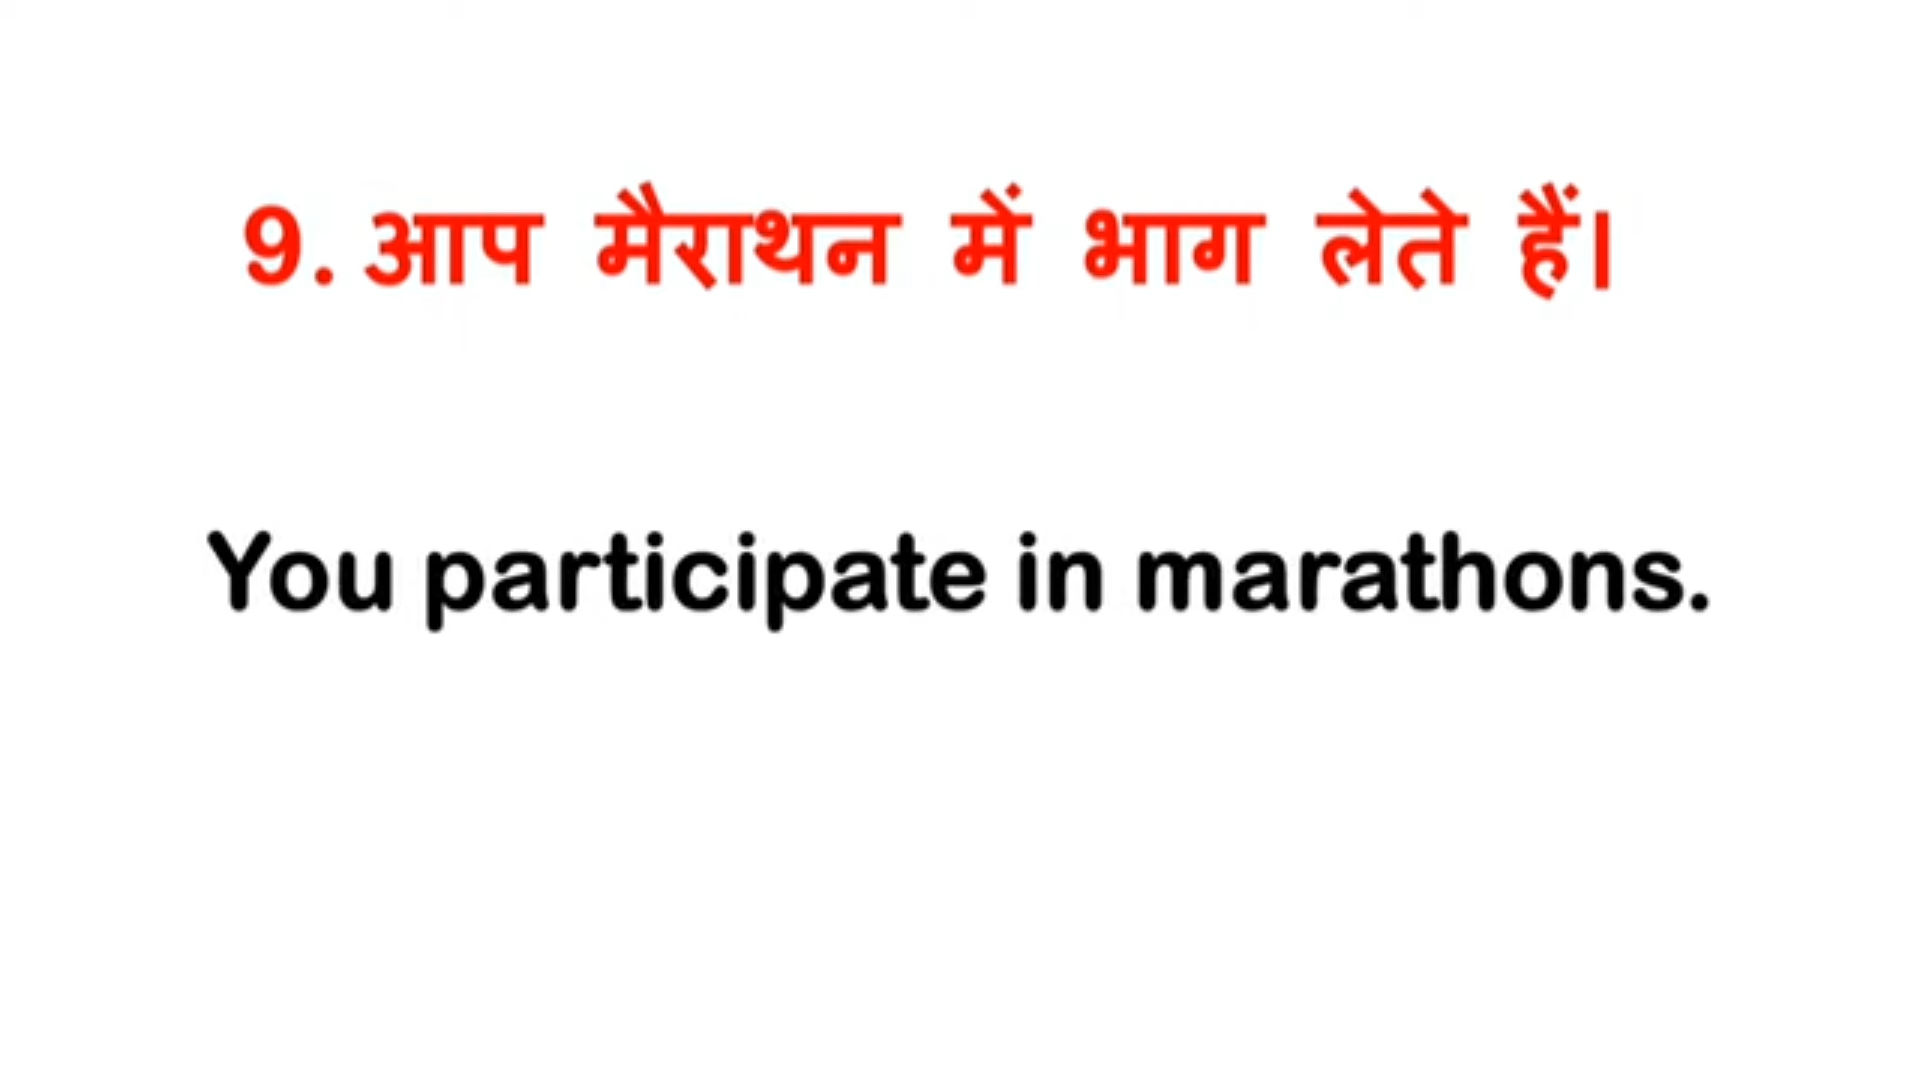 9. आप मैराथन में भाग लेते हैं।
You participate in marathons.